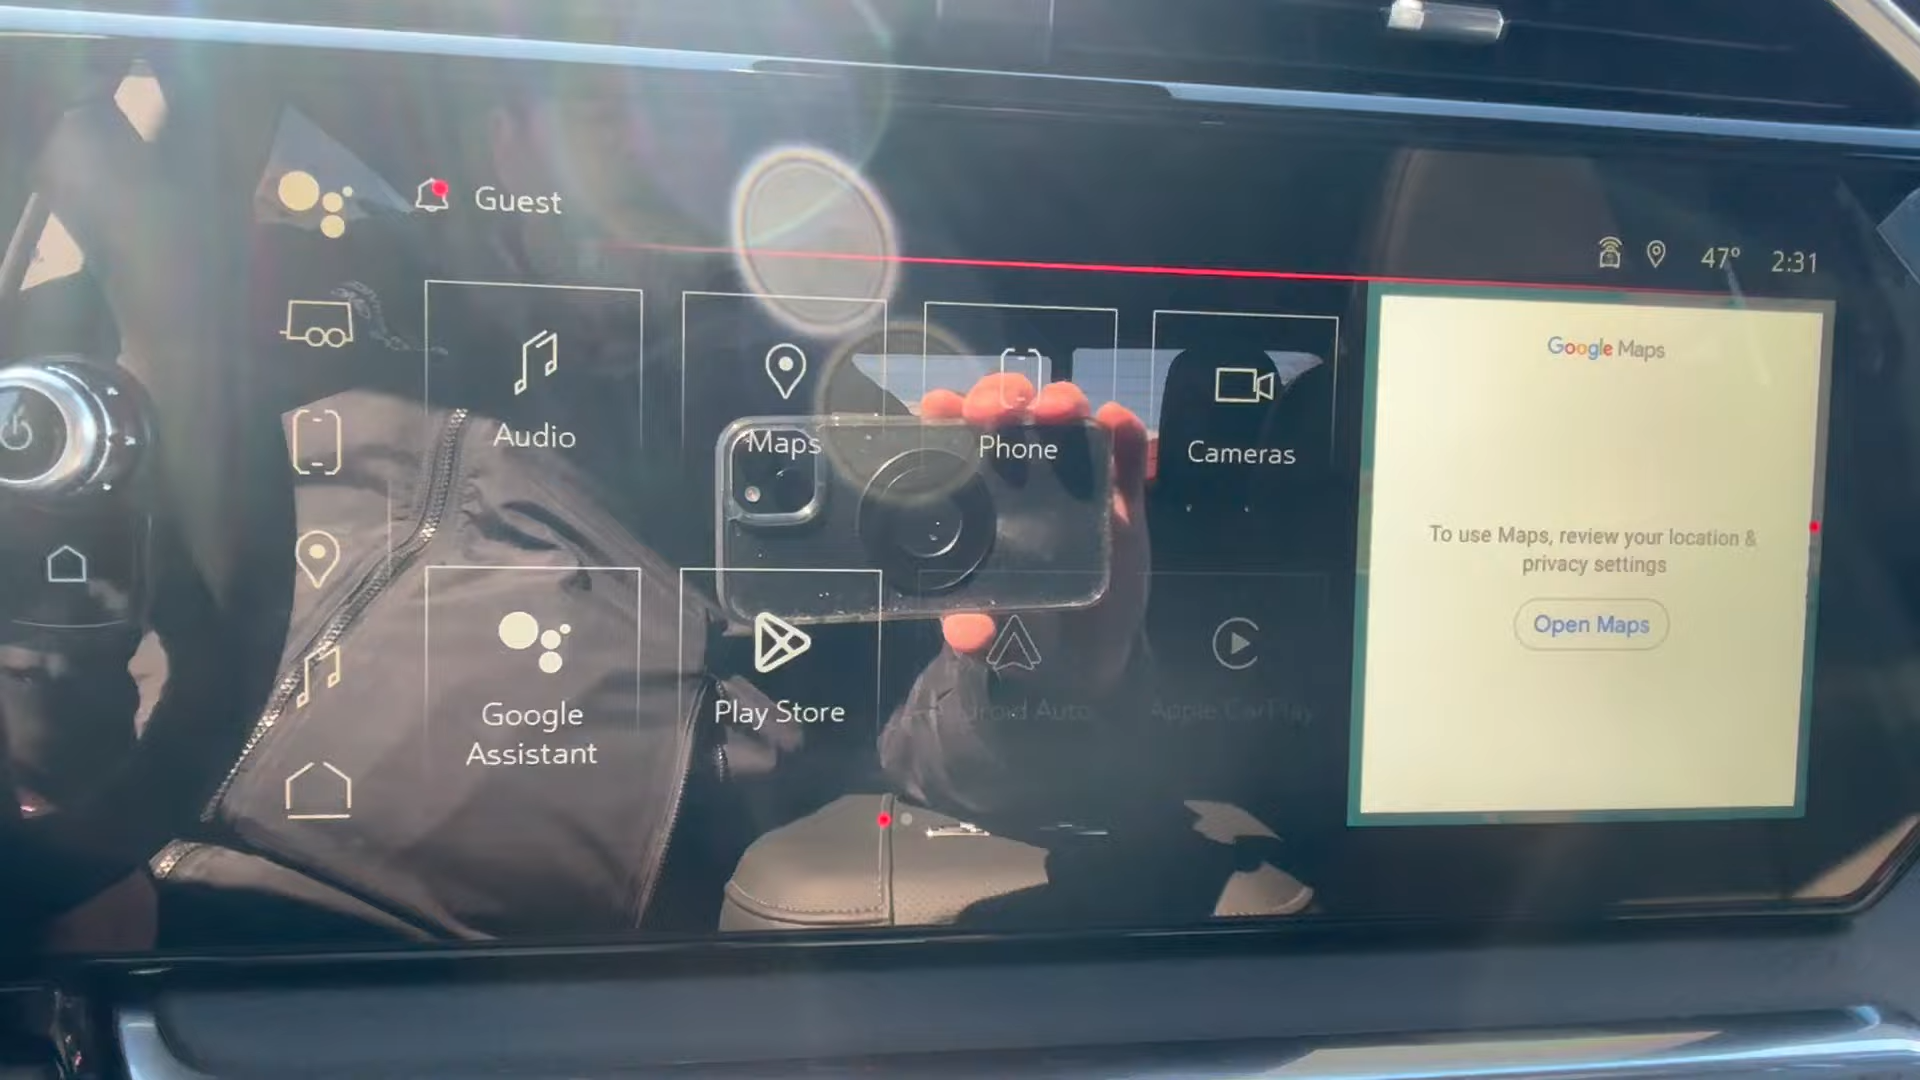 Guest
47° 2:31
Audio
Maps
Phone
Cameras
Google Maps
To use Maps, review your location &
privacy settings
Open Maps
Google
Assistant
Play Store
Android Auto
Apple CarPlay